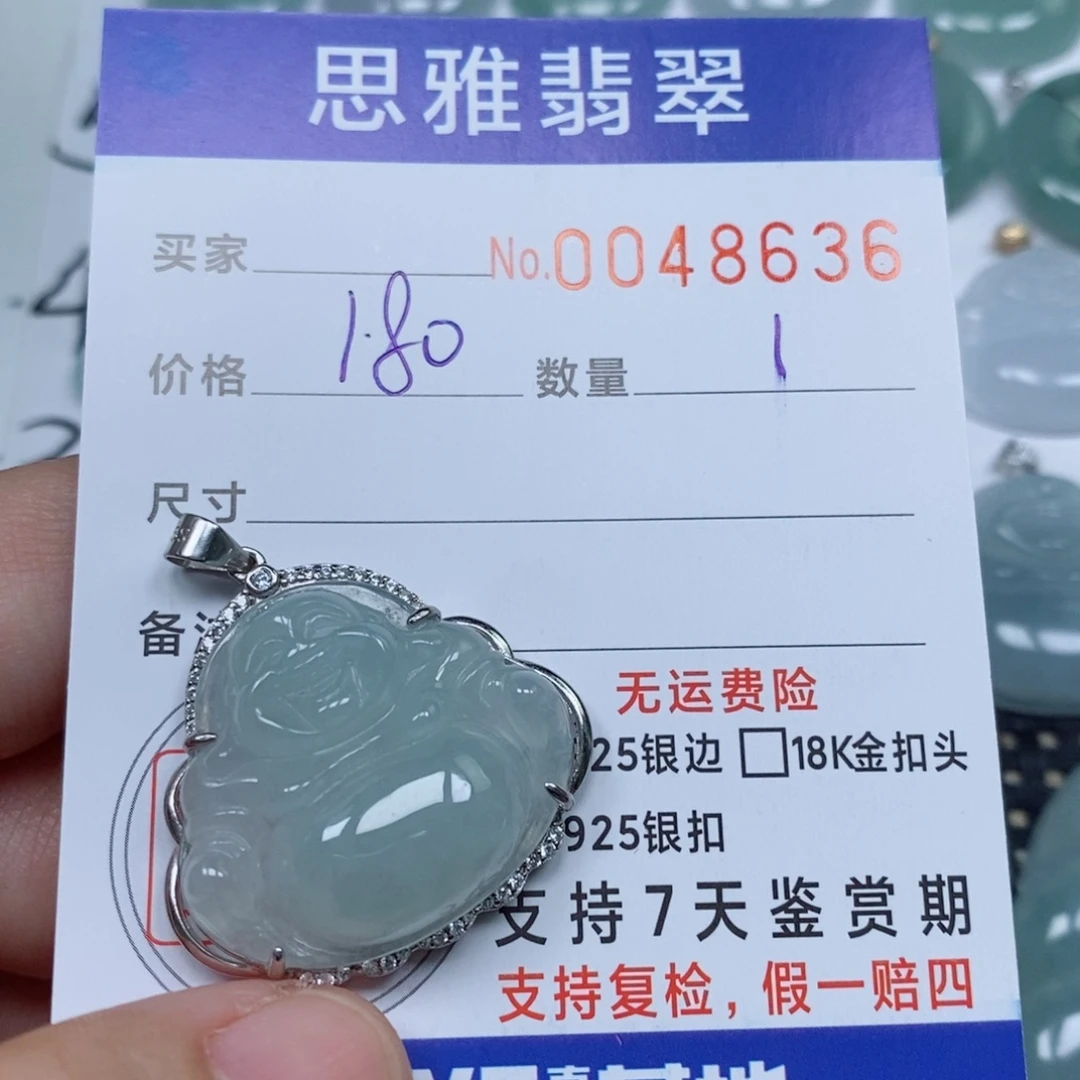 思雅翡翠
买家 No.0048636
价格 1.80 数量 1
尺寸
备
无运费险
25银边 □18K金扣头
925银扣
支持7天鉴赏期
支持复检，假一赔四